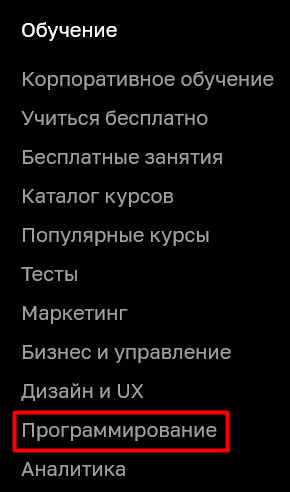 Обучение
Корпоративное обучение
Учиться бесплатно
Бесплатные занятия
Каталог курсов
Популярные курсы
Тесты
Маркетинг
Бизнес и управление
Дизайн и UX
Программирование
Аналитика